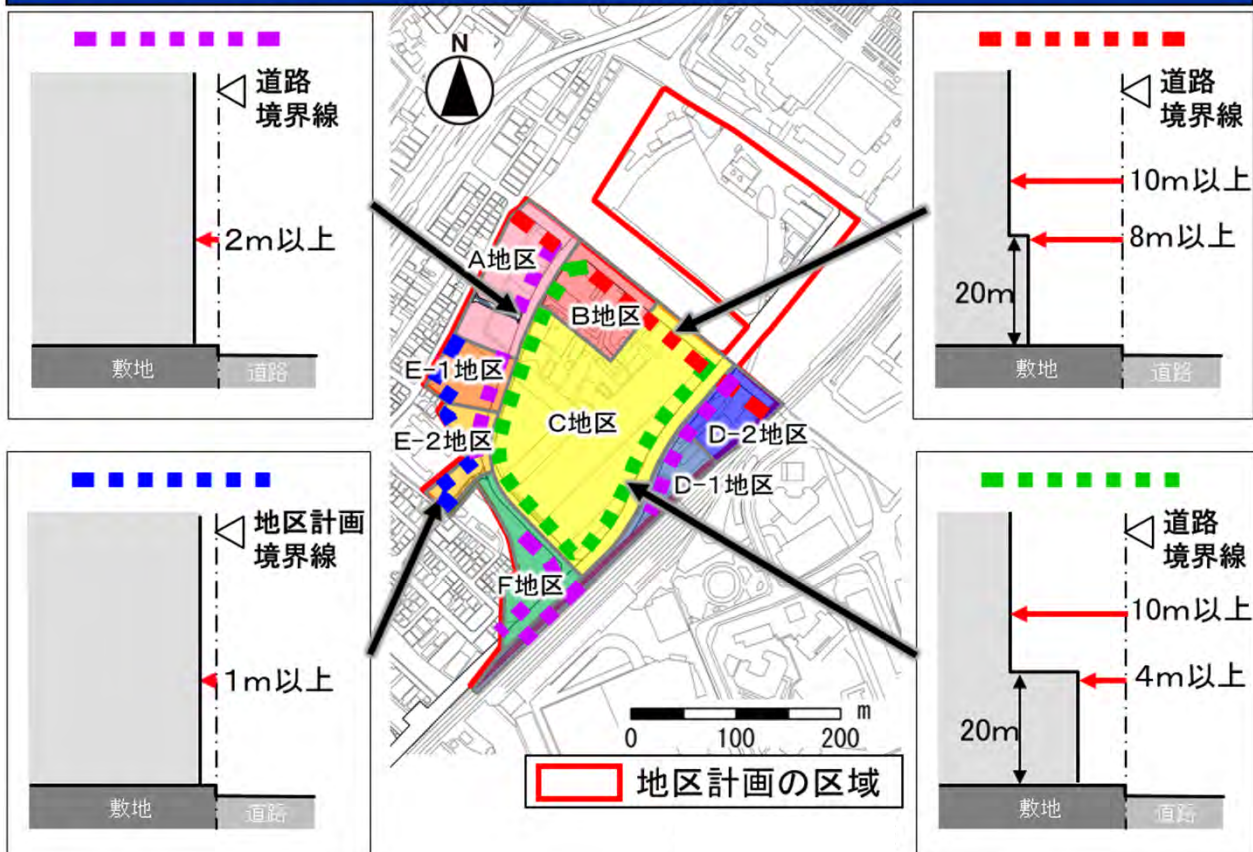 道路
境界線
2m以上
敷地
道路
地区計画
境界線
1m以上
敷地
道路
N
A地区
B地区
E-1地区
C地区
E-2地区
D-2地区
D-1地区
F地区
m
0 100 200
地区計画の区域
道路
境界線
10m以上
8m以上
20m
敷地
道路
道路
境界線
10m以上
4m以上
20m
敷地
道路